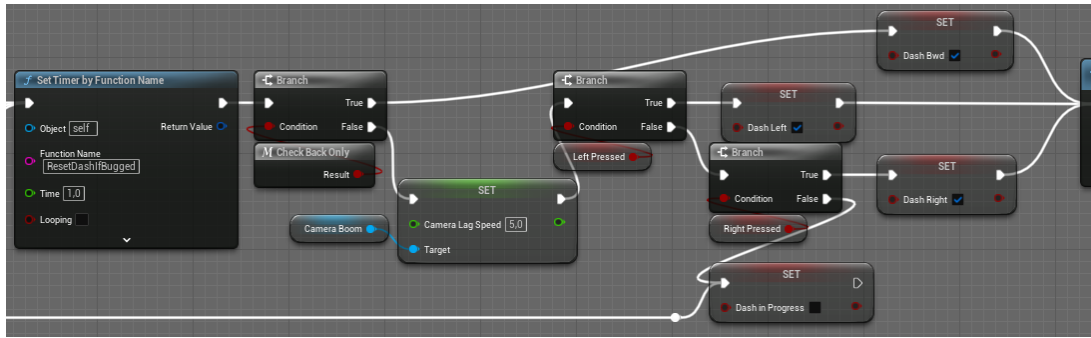 SET
Dash Bwd
f Set Timer by Function Name
Object self
Return Value
Function Name
ResetDashIfBugged
Time 1,0
Looping
Branch
True
Condition
False
M Check Back Only
Result
SET
Camera Lag Speed 5,0
Target
Camera Boom
Branch
True
Condition
False
Left Pressed
SET
Dash Left
Branch
True
Condition
False
Right Pressed
SET
Dash Right
SET
Dash in Progress